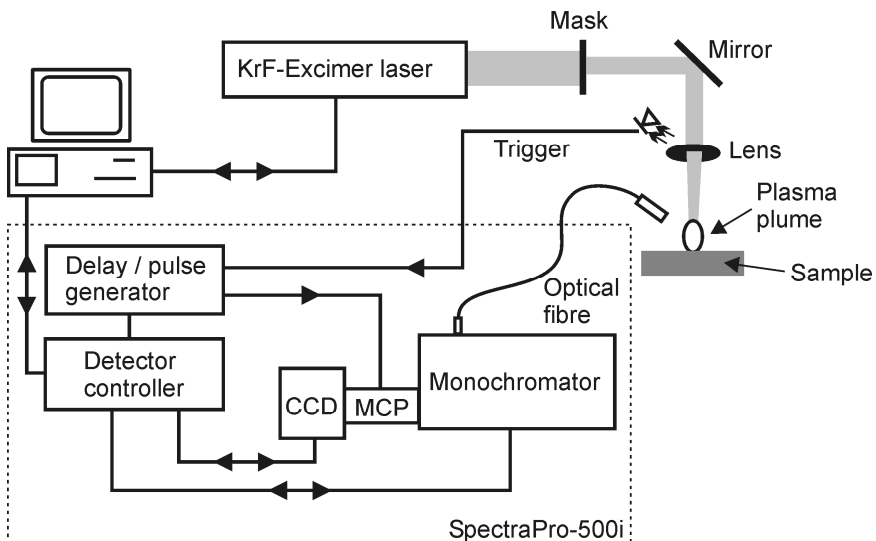 Mask
KrF-Excimer laser
Mirror
Trigger
Lens
Plasma
plume
Sample
Delay / pulse
generator
Optical
fibre
Detector
controller
CCD
MCP
Monochromator
SpectraPro-500i